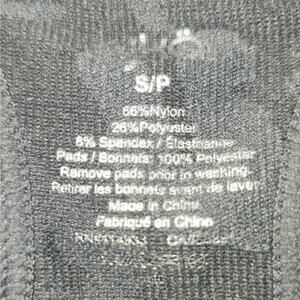 S/P
66%Nylon
26%Polyester
8% Spandex / Élasthanne
Pads / Bonnets: 100% Polyester
Remove pads prior to washing.
Retirer les bonnets avant de laver
Made in China
Fabriqué en Chine